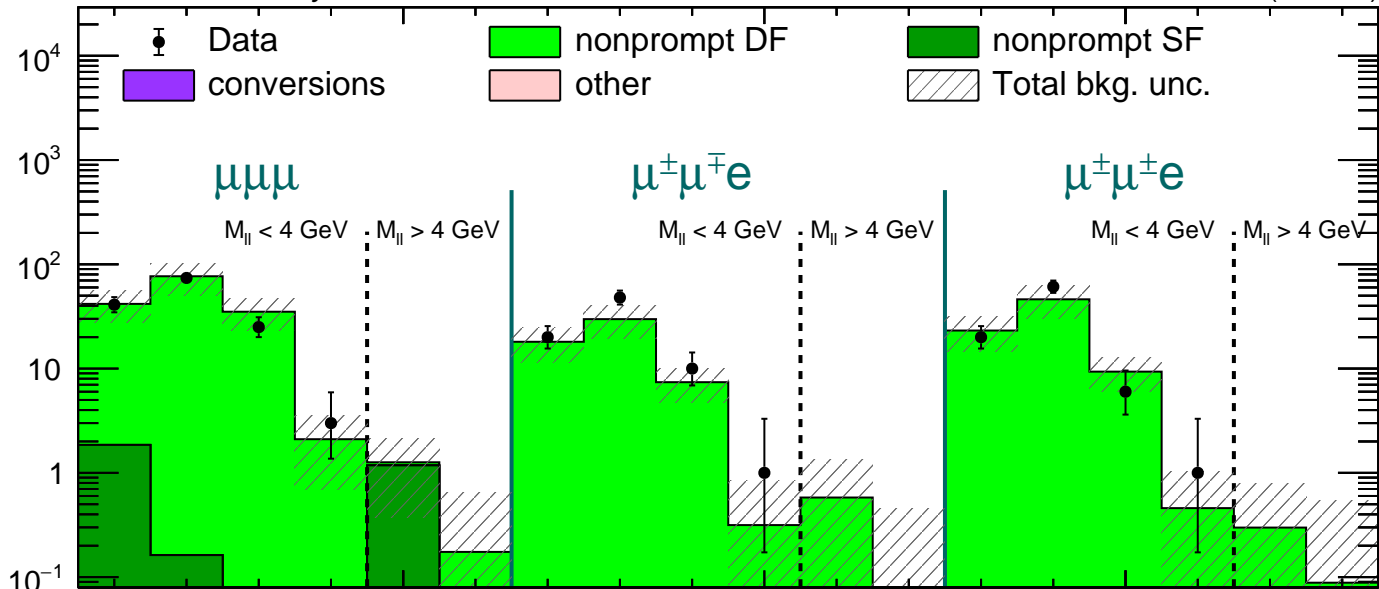 Data nonprompt DF nonprompt SF
conversions other Total bkg. unc.
μμμ μ±μ∓e μ±μ±e
M_ll < 4 GeV M_ll > 4 GeV M_ll < 4 GeV M_ll > 4 GeV M_ll < 4 GeV M_ll > 4 GeV
10⁴
10³
10²
10
1
10⁻¹